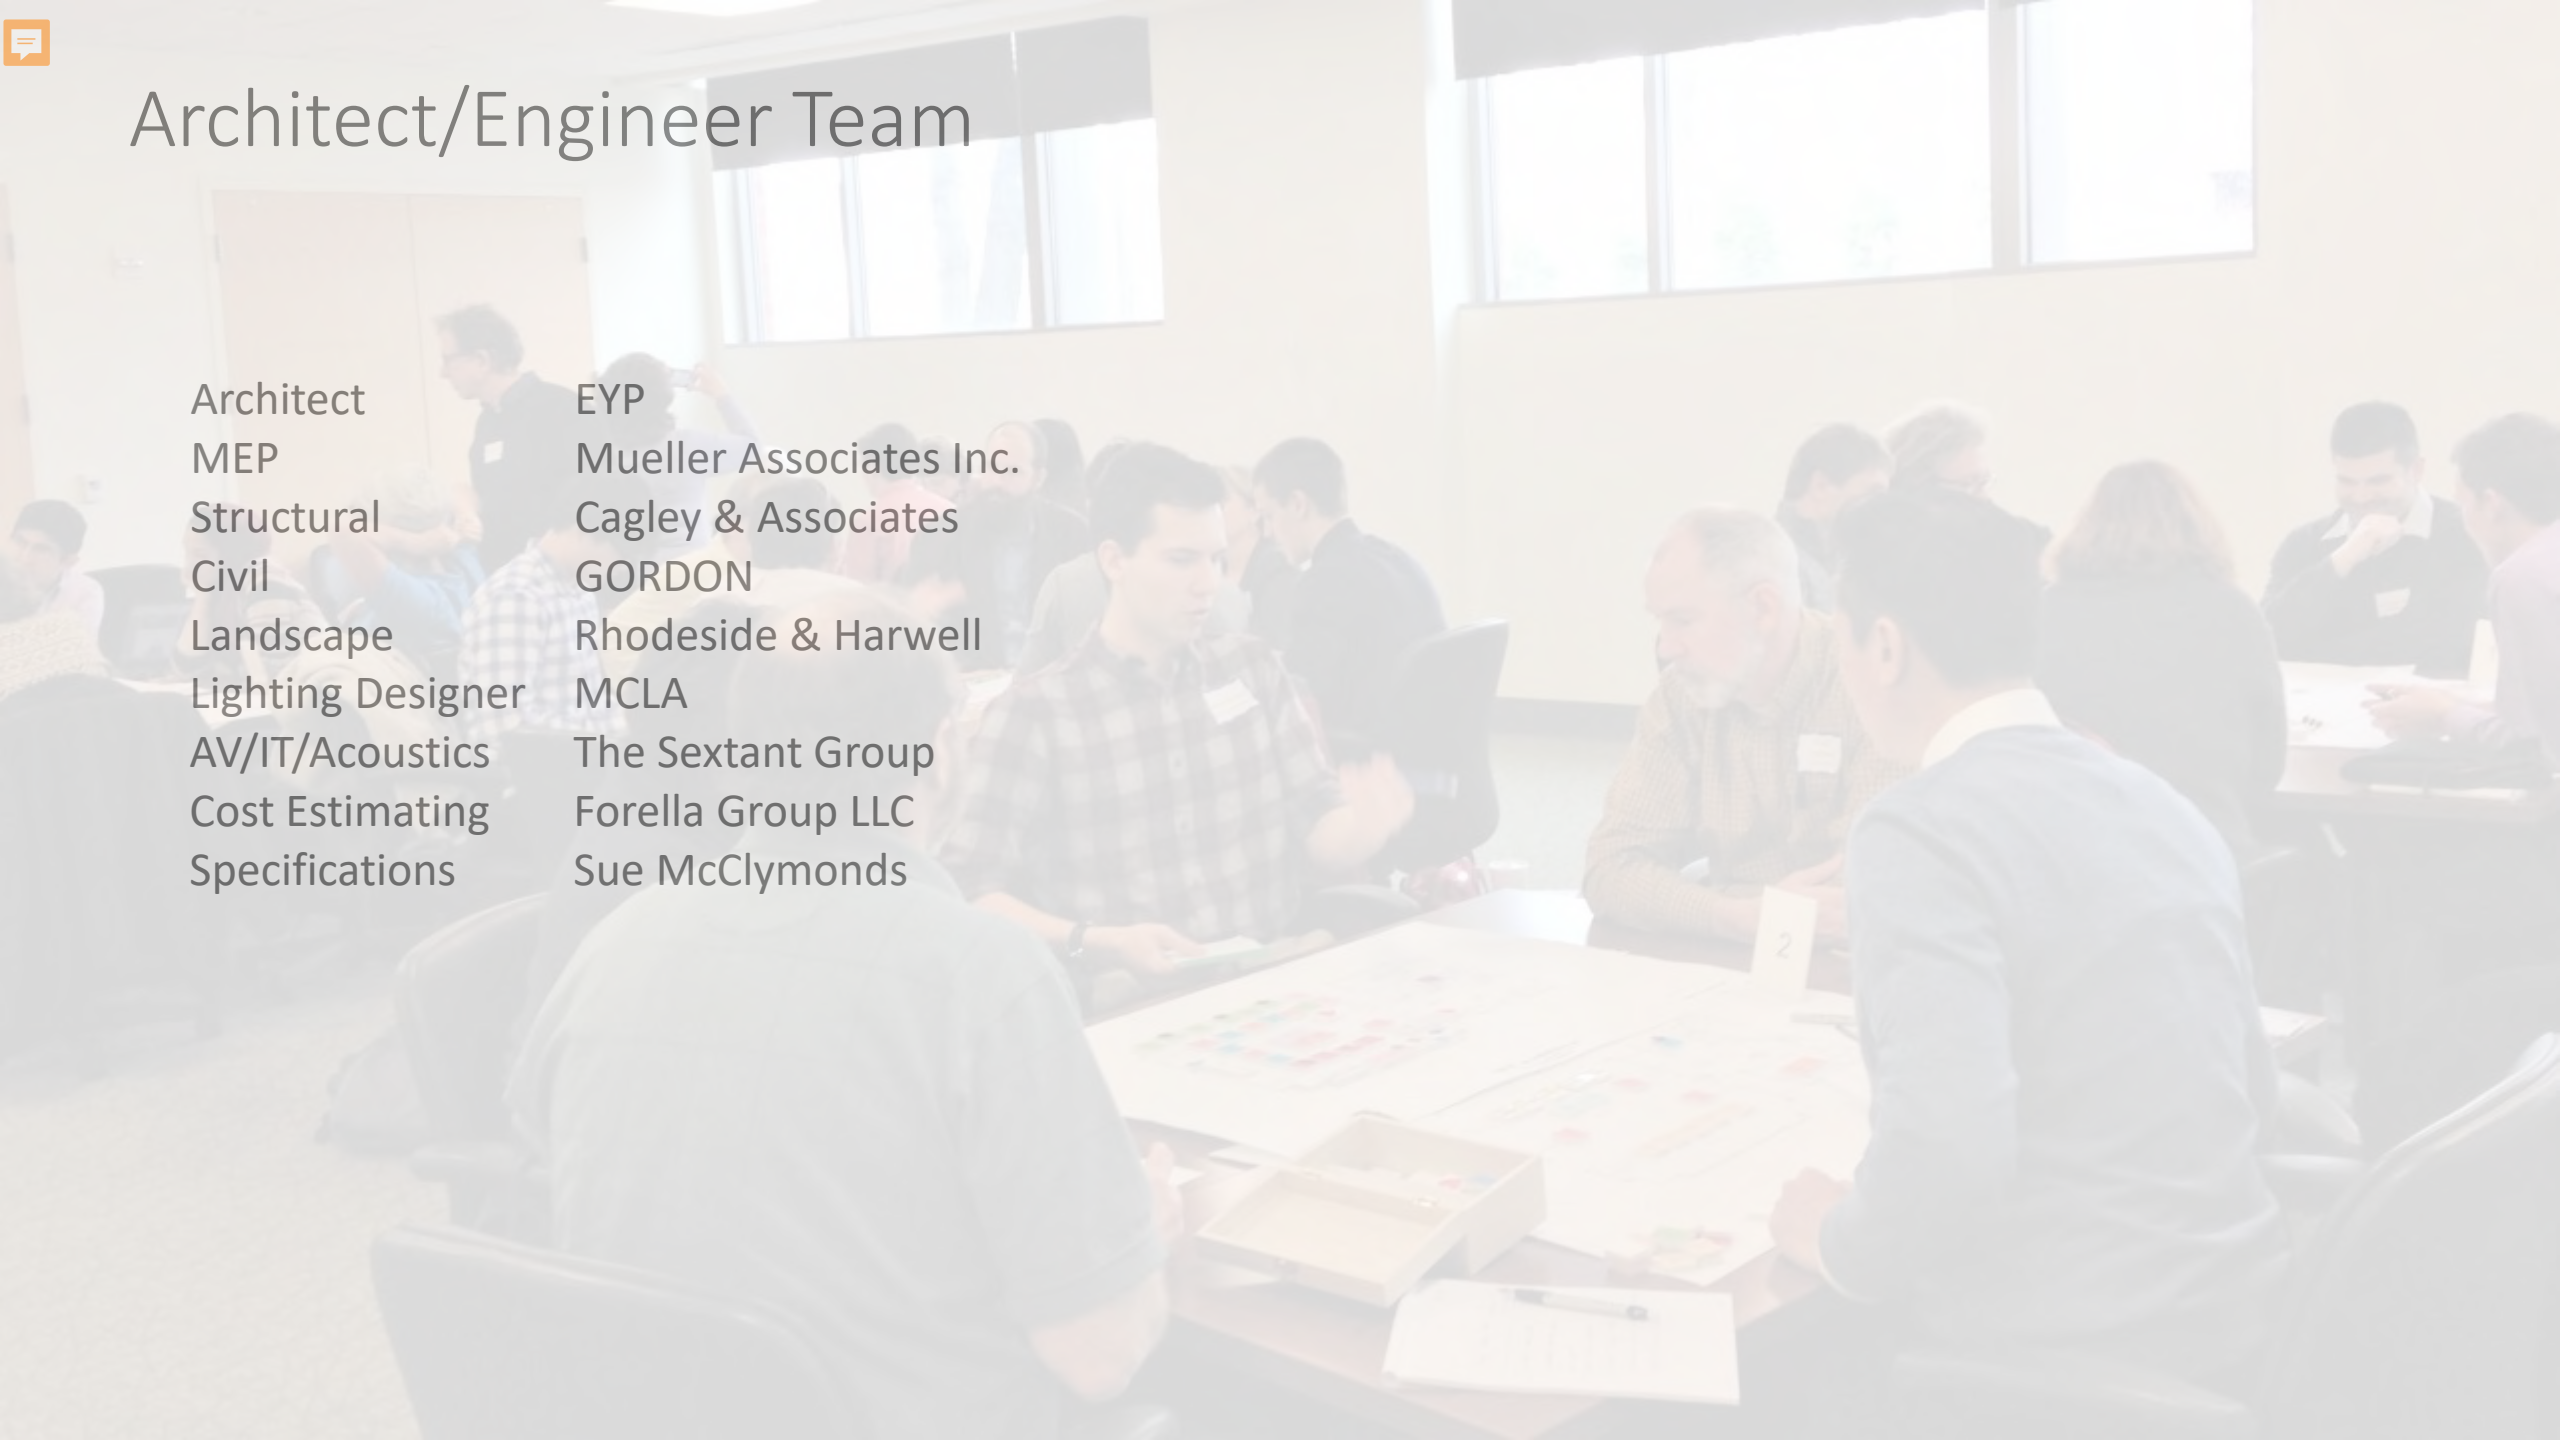 Architect/Engineer Team
Architect EYP
MEP Mueller Associates Inc.
Structural Cagley & Associates
Civil GORDON
Landscape Rhodeside & Harwell
Lighting Designer MCLA
AV/IT/Acoustics The Sextant Group
Cost Estimating Forella Group LLC
Specifications Sue McClymonds
2